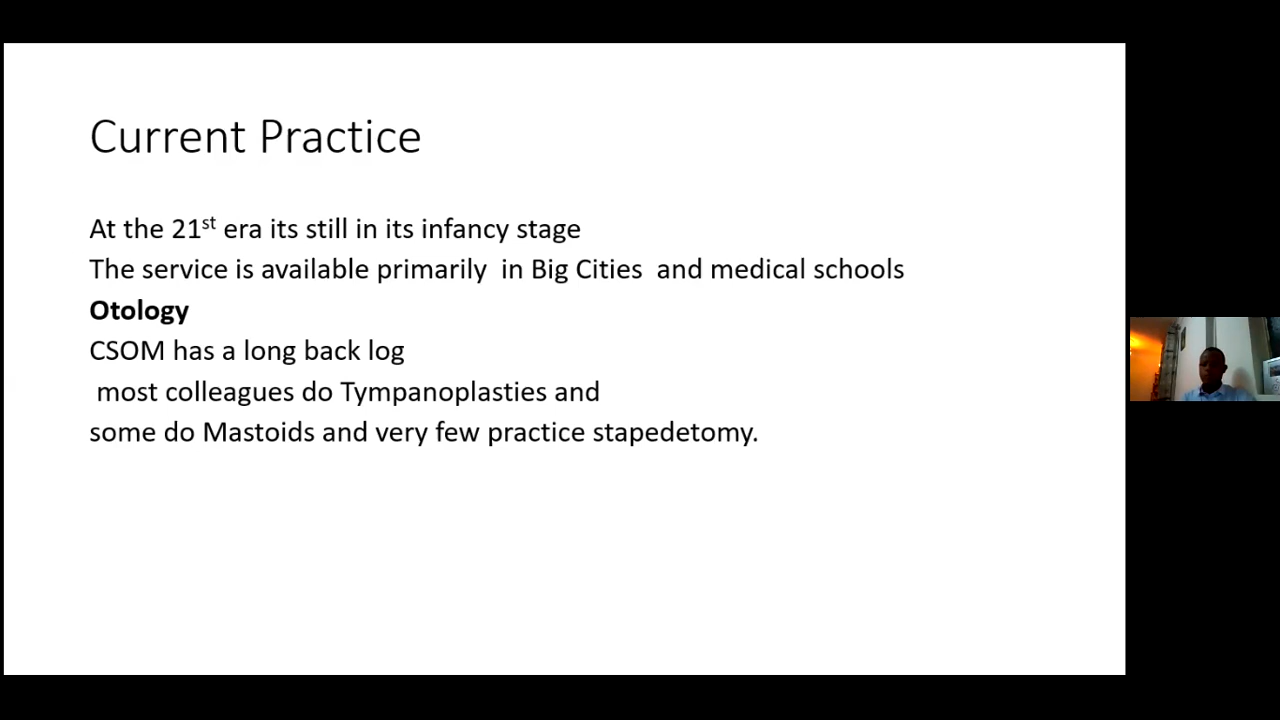 Current Practice
At the 21st era its still in its infancy stage
The service is available primarily  in Big Cities  and medical schools
Otology
CSOM has a long back log
most colleagues do Tympanoplasties and
some do Mastoids and very few practice stapedetomy.